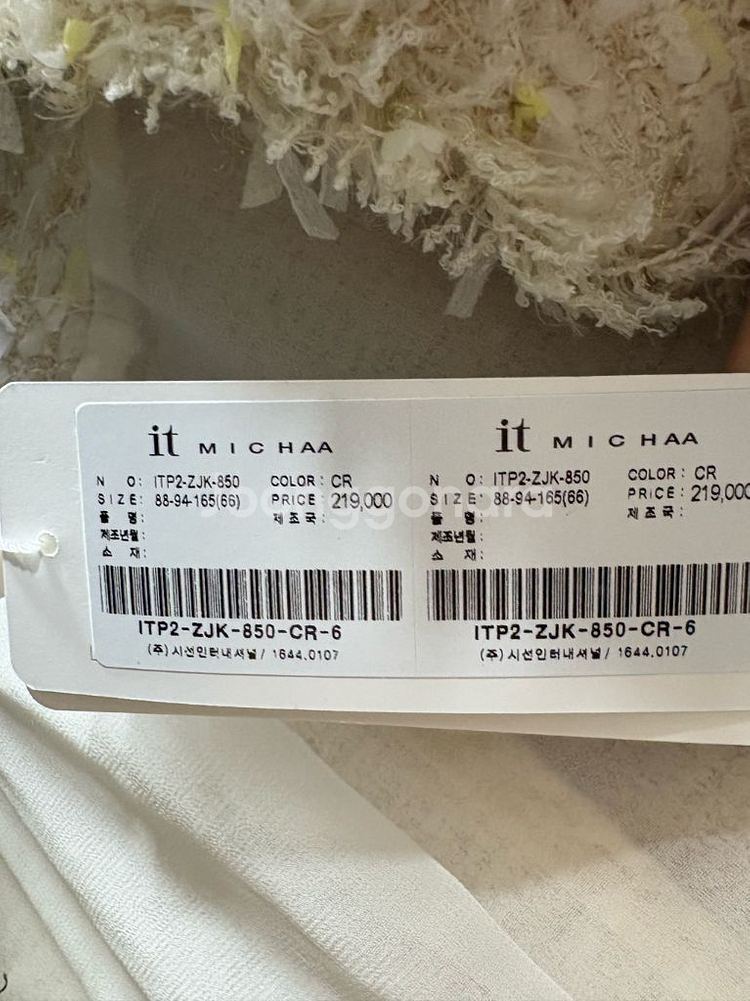 it MICHAA
NO: ITP2-ZJK-850 COLOR: CR
SIZE: 88-94-165(66) PRICE: 219,000
품 명: 제조국:
제조년월:
소 재:
ITP2-ZJK-850-CR-6
(주)시선인터내셔널/ 1644.0107
it MICHAA
NO: ITP2-ZJK-850 COLOR: CR
SIZE: 88-94-165(66) PRICE: 219,000
품 명: 제조국:
제조년월:
소 재:
ITP2-ZJK-850-CR-6
(주)시선인터내셔널/ 1644.0107
joonggonara